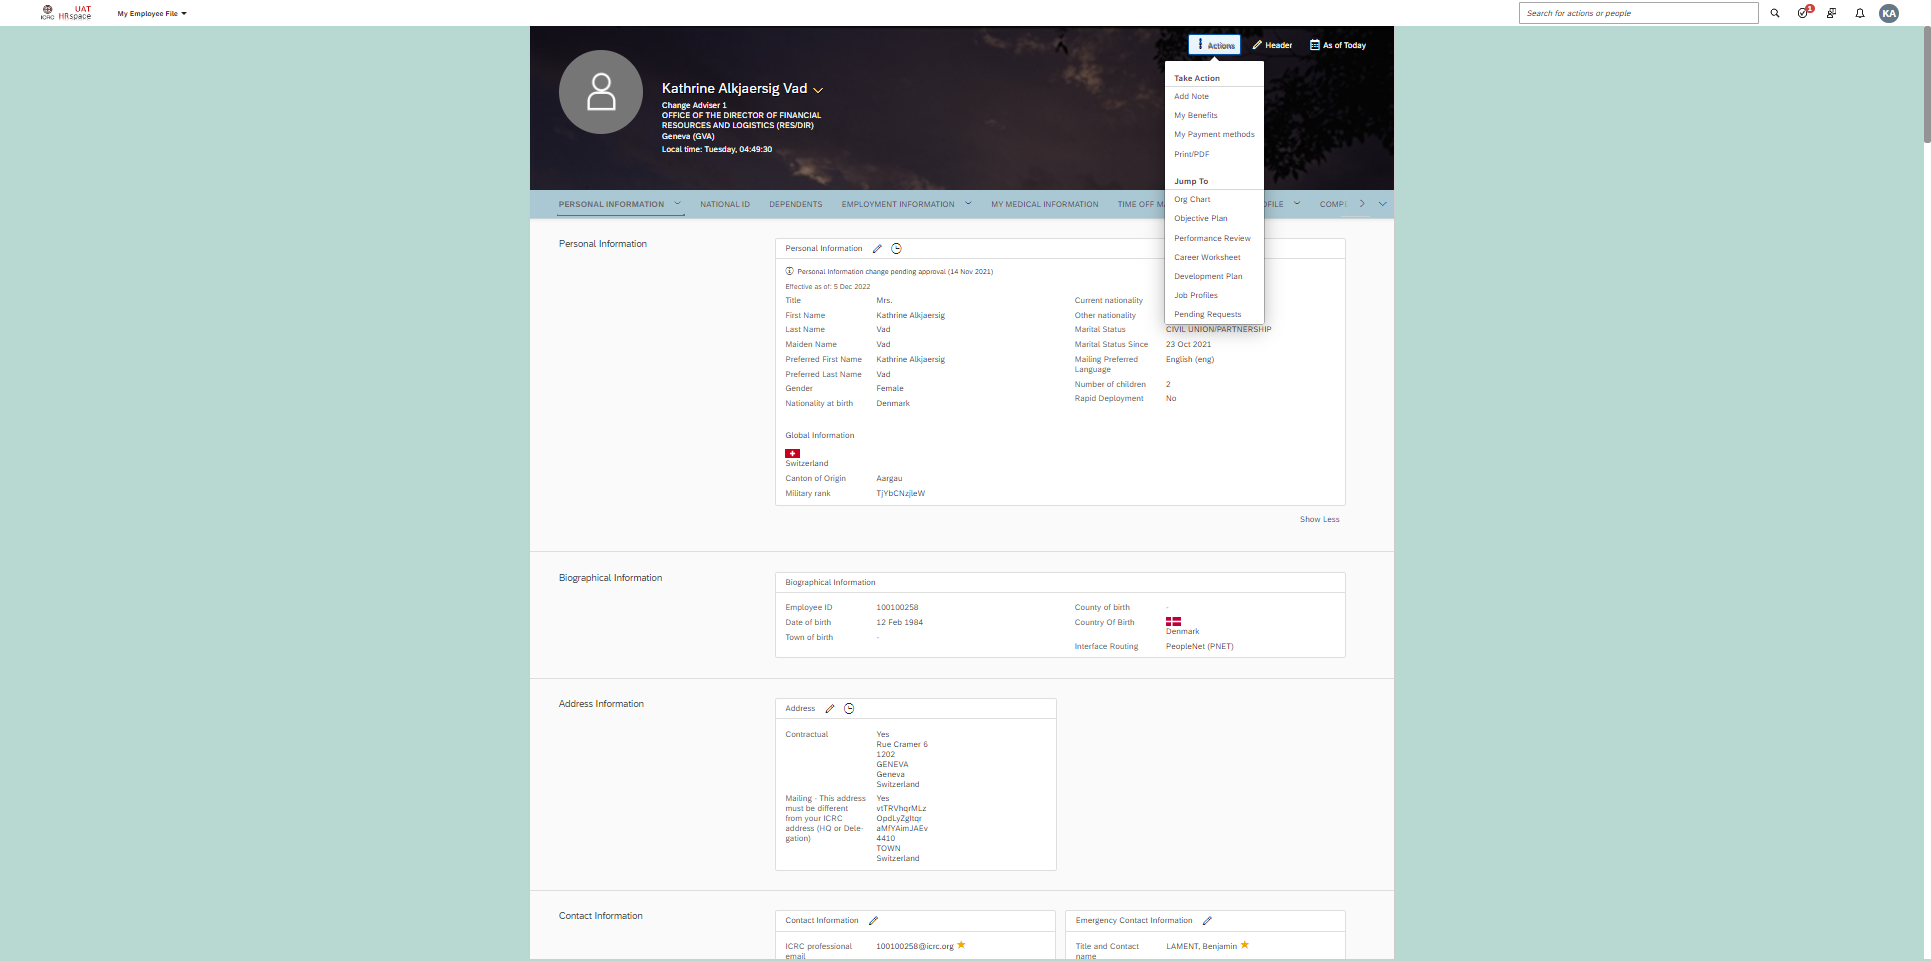 ICRC UAT HRspace
My Employee File
Search for actions or people
1
KA
Actions
Header
As of Today
Kathrine Alkjaersig Vad
Change Adviser 1
OFFICE OF THE DIRECTOR OF FINANCIAL
RESOURCES AND LOGISTICS (RES/DIR)
Geneva (GVA)
Local time: Tuesday, 04:49:30
Take Action
Add Note
My Benefits
My Payment methods
Print/PDF
Jump To
Org Chart
Objective Plan
Performance Review
Career Worksheet
Development Plan
Job Profiles
Pending Requests
PERSONAL INFORMATION
NATIONAL ID
DEPENDENTS
EMPLOYMENT INFORMATION
MY MEDICAL INFORMATION
TIME OFF M
OFILE
COMPE
Personal Information
Personal Information
Personal Information change pending approval (14 Nov 2021)
Effective as of: 5 Dec 2022
Title Mrs.
First Name Kathrine Alkjaersig
Last Name Vad
Maiden Name Vad
Preferred First Name Kathrine Alkjaersig
Preferred Last Name Vad
Gender Female
Nationality at birth Denmark
Current nationality
Other nationality
Marital Status CIVIL UNION/PARTNERSHIP
Marital Status Since 23 Oct 2021
Mailing Preferred English (eng)
Language
Number of children 2
Rapid Deployment No
Global Information
Switzerland
Canton of Origin Aargau
Military rank TjYbCNzjleW
Show Less
Biographical Information
Biographical Information
Employee ID 100100258
Date of birth 12 Feb 1984
Town of birth -
County of birth -
Country Of Birth
Denmark
Interface Routing PeopleNet (PNET)
Address Information
Address
Contractual Yes
Rue Cramer 6
1202
GENEVA
Geneva
Switzerland
Mailing - This address Yes
must be different vtTRVhqrMLz
from your ICRC OpdLyZgltqr
address (HQ or Dele- aMfYAimJAEv
gation) 4410
TOWN
Switzerland
Contact Information
Contact Information
ICRC professional 100100258@icrc.org
email
Emergency Contact Information
Title and Contact LAMENT, Benjamin
name